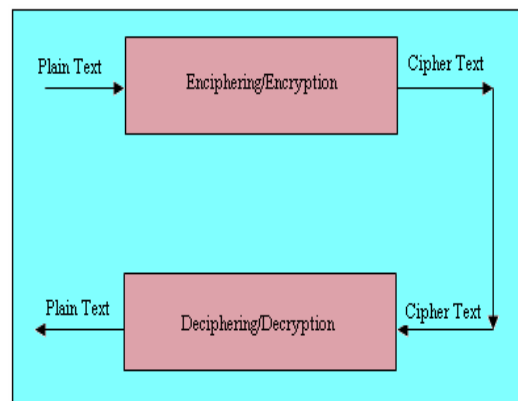 Plain Text
Enciphering/Encryption
Cipher Text
Plain Text
Deciphering/Decryption
Cipher Text